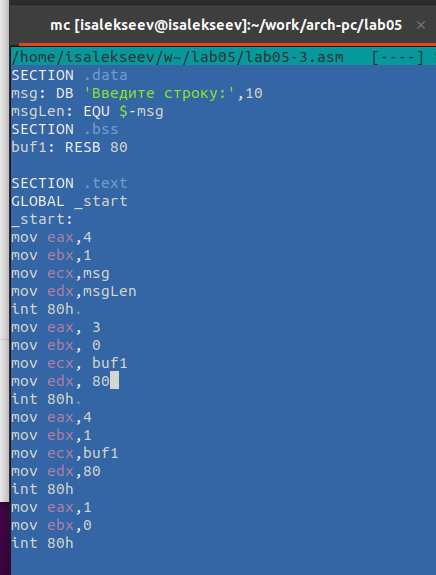 mc [isalekseev@isalekseev]:~/work/arch-pc/lab05
/home/isalekseev/w~/lab05/lab05-3.asm   [----]
SECTION .data
msg: DB 'Введите строку:',10
msgLen: EQU $-msg
SECTION .bss
buf1: RESB 80
SECTION .text
GLOBAL _start
_start:
mov eax,4
mov ebx,1
mov ecx,msg
mov edx,msgLen
int 80h.
mov eax, 3
mov ebx, 0
mov ecx, buf1
mov edx, 80
int 80h.
mov eax,4
mov ebx,1
mov ecx,buf1
mov edx,80
int 80h
mov eax,1
mov ebx,0
int 80h